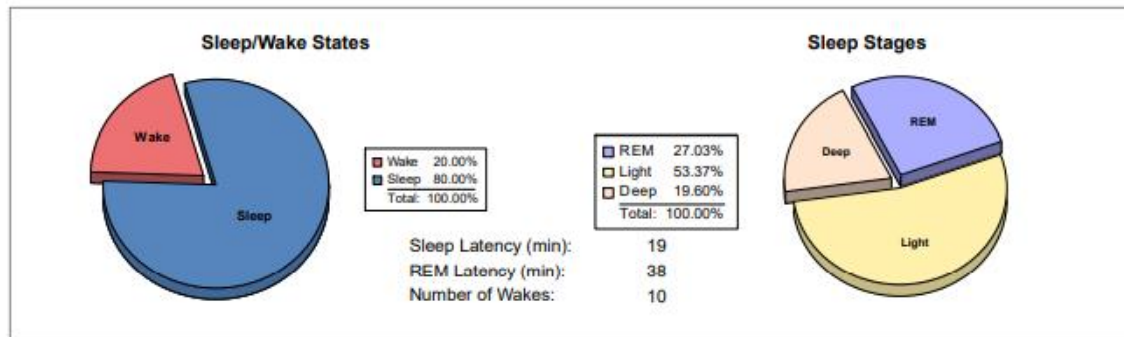 Sleep/Wake States
Wake
Sleep
Wake 20.00%
Sleep 80.00%
Total: 100.00%
Sleep Stages
REM
Deep
Light
REM 27.03%
Light 53.37%
Deep 19.60%
Total: 100.00%
Sleep Latency (min): 19
REM Latency (min): 38
Number of Wakes: 10